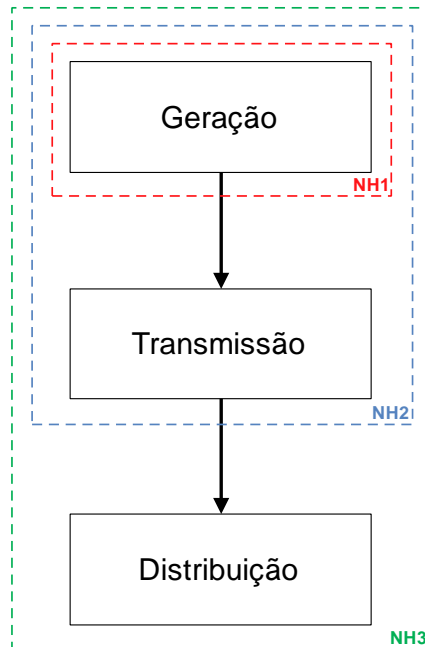 Geração
NH1
Transmissão
NH2
Distribuição
NH3